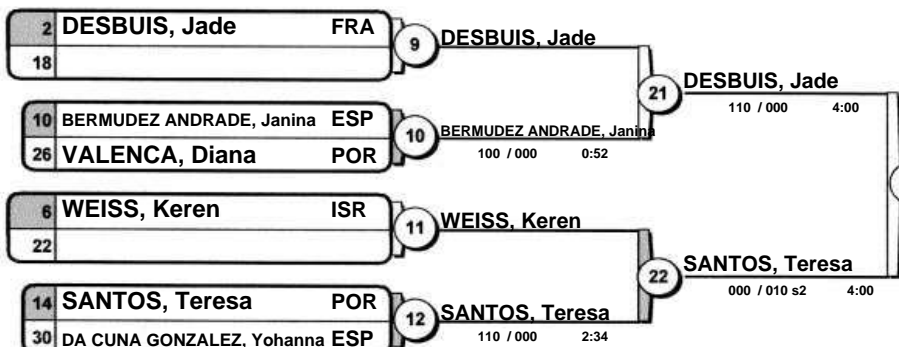 2 DESBUIS, Jade FRA
18
9 DESBUIS, Jade
10 BERMUDEZ ANDRADE, Janina ESP
26 VALENCA, Diana POR
10 BERMUDEZ ANDRADE, Janina
100 / 000 0:52
21 DESBUIS, Jade
110 / 000 4:00
6 WEISS, Keren ISR
22
11 WEISS, Keren
14 SANTOS, Teresa POR
30 DA CUNA GONZALEZ, Yohanna ESP
12 SANTOS, Teresa
110 / 000 2:34
22 SANTOS, Teresa
000 / 010 s2 4:00